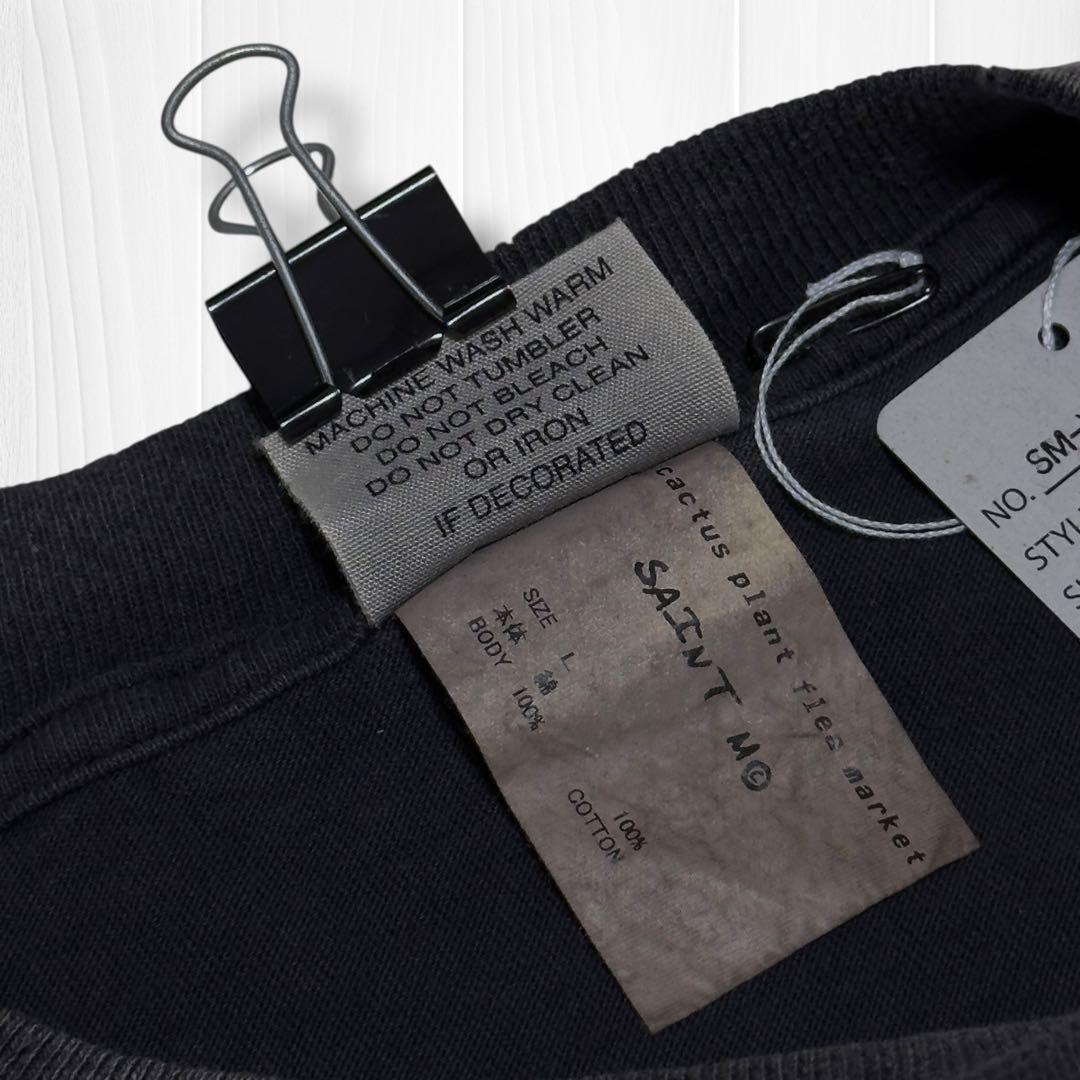 MACHINE WASH WARM
DO NOT TUMBLER
DO NOT BLEACH
DO NOT DRY CLEAN
OR IRON
IF DECORATED
cactus plant flea market
SAINT M©
SIZE L
本体 綿 100%
BODY
100%
COTTON
NO. SM-
STYL